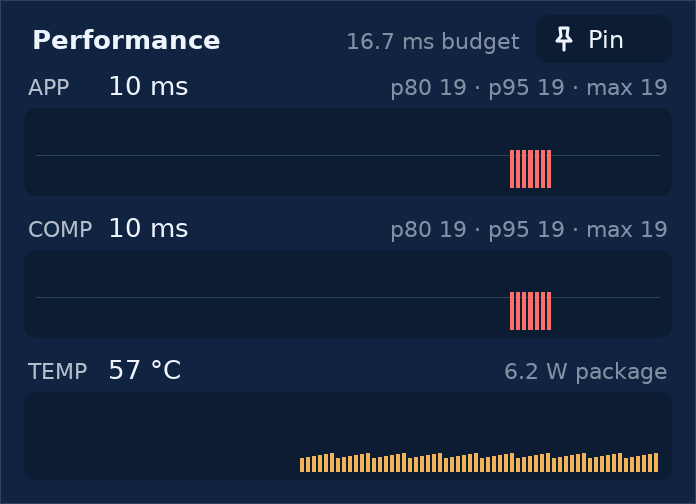 Performance 16.7 ms budget Pin
APP 10 ms p80 19 · p95 19 · max 19
COMP 10 ms p80 19 · p95 19 · max 19
TEMP 57 °C 6.2 W package